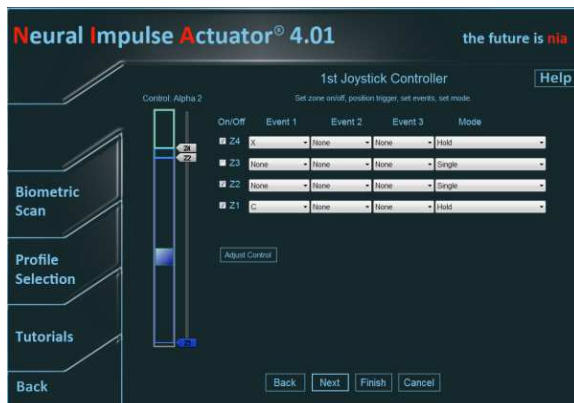 Neural Impulse Actuator® 4.01
the future is nia
1st Joystick Controller
Help
Control: Alpha 2
Set zone on/off, position trigger, set events, set mode.
On/Off Event 1 Event 2 Event 3 Mode
Z4 X None None Hold
Z3 None None None Single
Z2 None None None Single
Z1 C None None Hold
Z4
Z2
Biometric
Scan
Adjust Control
Profile
Selection
Tutorials
Back
Back Next Finish Cancel